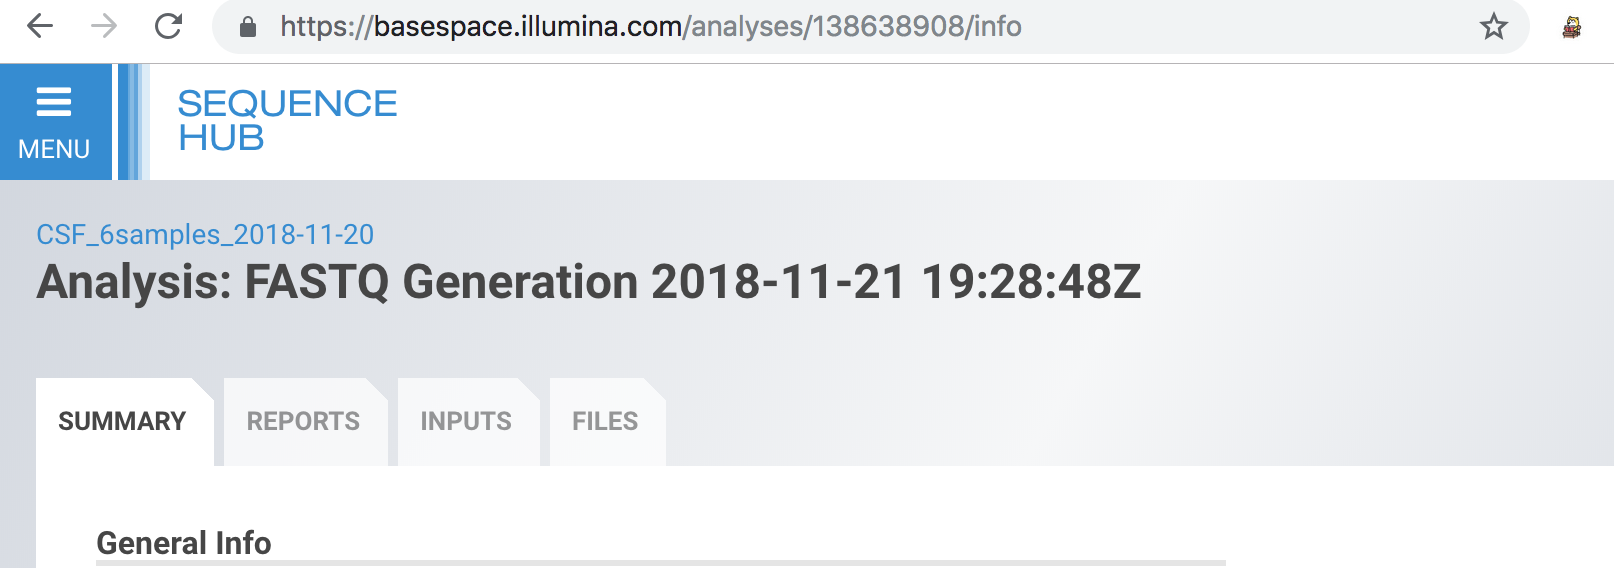 https://basespace.illumina.com/analyses/138638908/info
MENU
SEQUENCE
HUB
CSF_6samples_2018-11-20
Analysis: FASTQ Generation 2018-11-21 19:28:48Z
SUMMARY
REPORTS
INPUTS
FILES
General Info